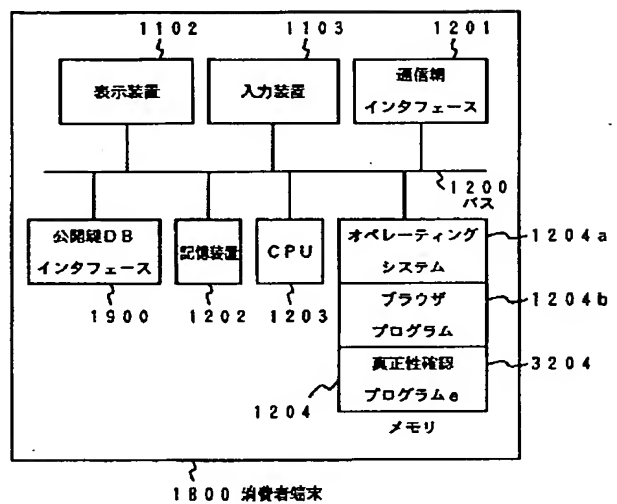 1102
1103
1201
表示装置
入力装置
通信網
インタフェース
1200
バス
公開鍵DB
インタフェース
記憶装置
CPU
オペレーティング
システム
1204a
ブラウザ
プログラム
1204b
真正性確認
プログラムe
3204
1900
1202
1203
1204
メモリ
1800 消費者端末